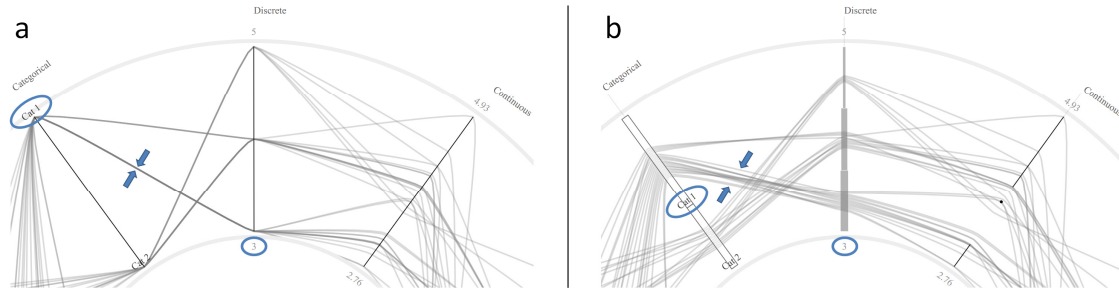 a
Discrete
5
Categorical
Cat 1
Cat 2
3
4.93
Continuous
2.76
b
Discrete
5
Categorical
Cat 1
Cat 2
3
4.93
Continuous
2.76